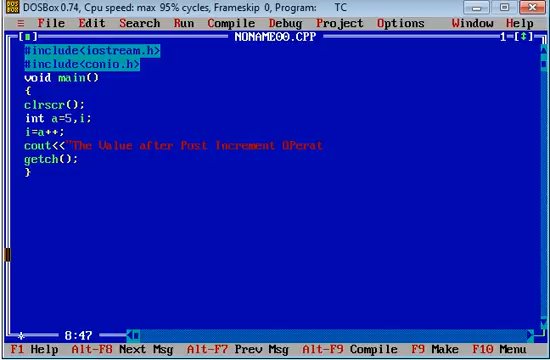 DOSBox 0.74, Cpu speed: max 95% cycles, Frameskip 0, Program: TC
≡ File Edit Search Run Compile Debug Project Options Window Help
[■] NONAME00.CPP 1=[↕]
#include<iostream.h>
#include<conio.h>
void main()
{
clrscr();
int a=5,i;
i=a++;
cout<<"The Value after Post Increment OPerat
getch();
}
* 8:47
F1 Help Alt-F8 Next Msg Alt-F7 Prev Msg Alt-F9 Compile F9 Make F10 Menu